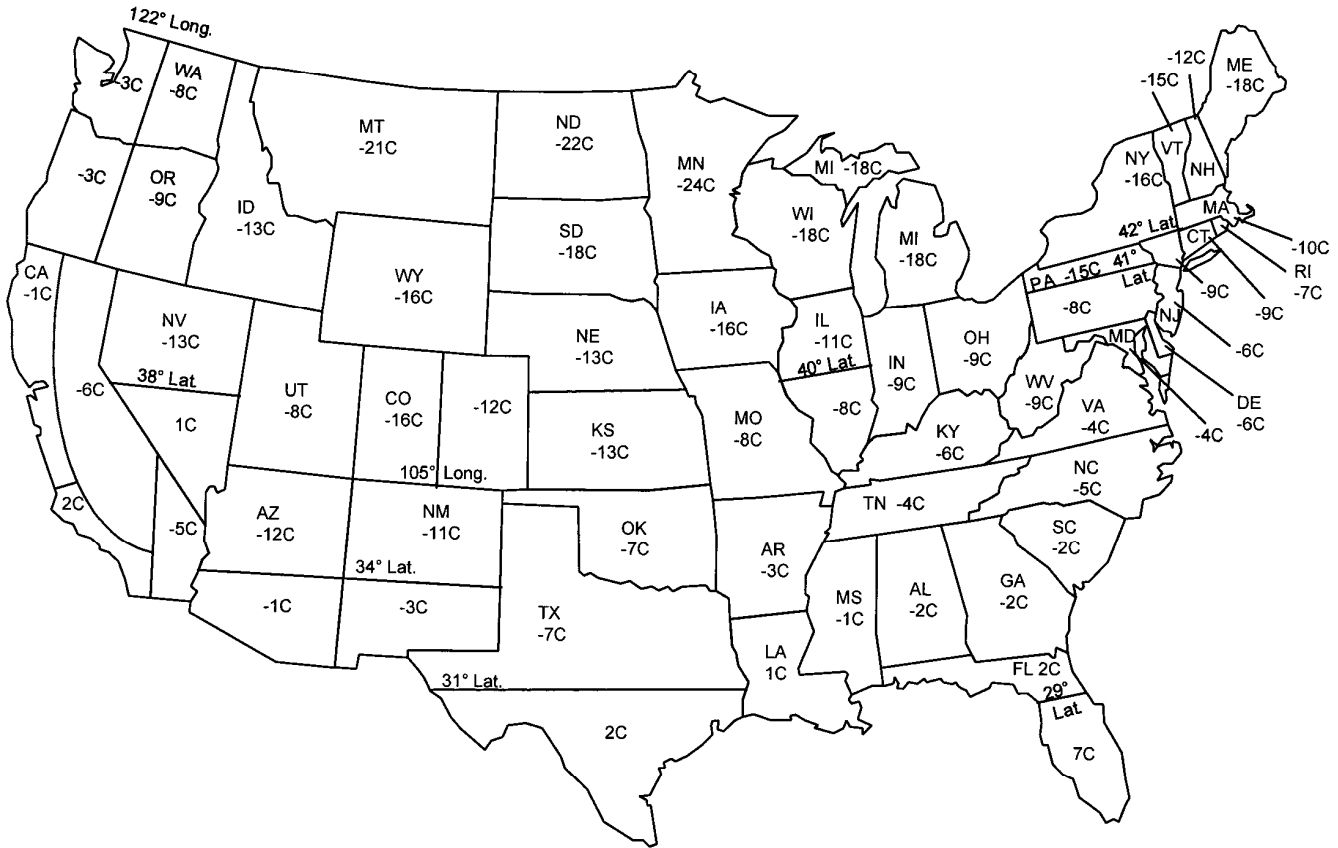 122° Long.
-3C
WA
-8C
-3C
OR
-9C
ID
-13C
MT
-21C
ND
-22C
MN
-24C
SD
-18C
WY
-16C
CA
-1C
NV
-13C
38° Lat.
1C
-6C
2C
-5C
UT
-8C
CO
-16C
-12C
105° Long.
NE
-13C
KS
-13C
IA
-16C
MO
-8C
WI
-18C
MI -18C
MI
-18C
IL
-11C
40° Lat.
-8C
IN
-9C
OH
-9C
KY
-6C
WV
-9C
VA
-4C
NC
-5C
TN -4C
SC
-2C
GA
-2C
AL
-2C
MS
-1C
AR
-3C
LA
1C
OK
-7C
TX
-7C
31° Lat.
2C
AZ
-12C
-1C
NM
-11C
34° Lat.
-3C
FL 2C
29°
Lat.
7C
PA -15C 41°
Lat.
-8C
NY
-16C
42° Lat.
VT
-15C
NH
-12C
ME
-18C
MA
-10C
RI
-7C
CT
-9C
-9C
NJ
-6C
DE
-6C
MD
-4C